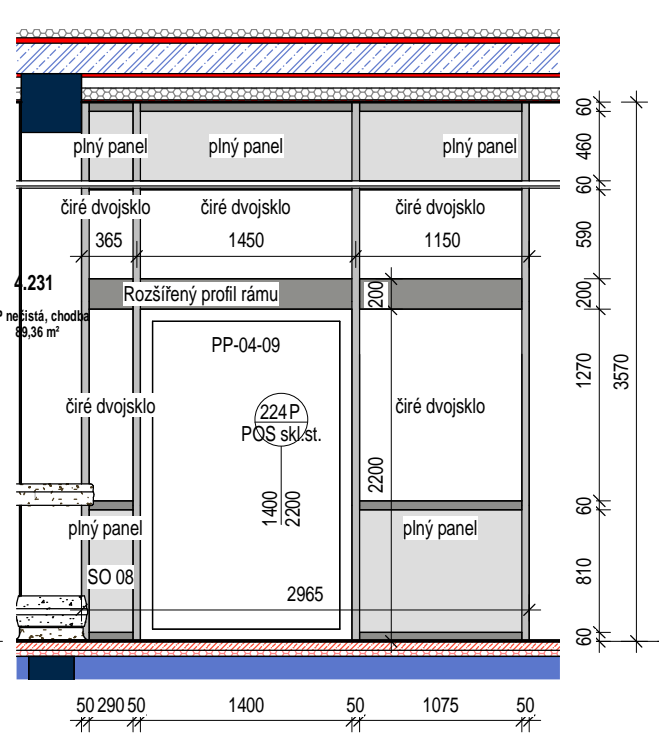 plný panel
plný panel
plný panel
čiré dvojsklo
čiré dvojsklo
čiré dvojsklo
365
1450
1150
4.231
P nečistá, chodba
89,36 m²
Rozšířený profil rámu
200
PP-04-09
čiré dvojsklo
224 P
čiré dvojsklo
POS skl.st.
1400
2200
2200
plný panel
plný panel
SO 08
2965
60
460
60
590
200
1270
60
810
60
3570
50 290 50 1400 50 1075 50